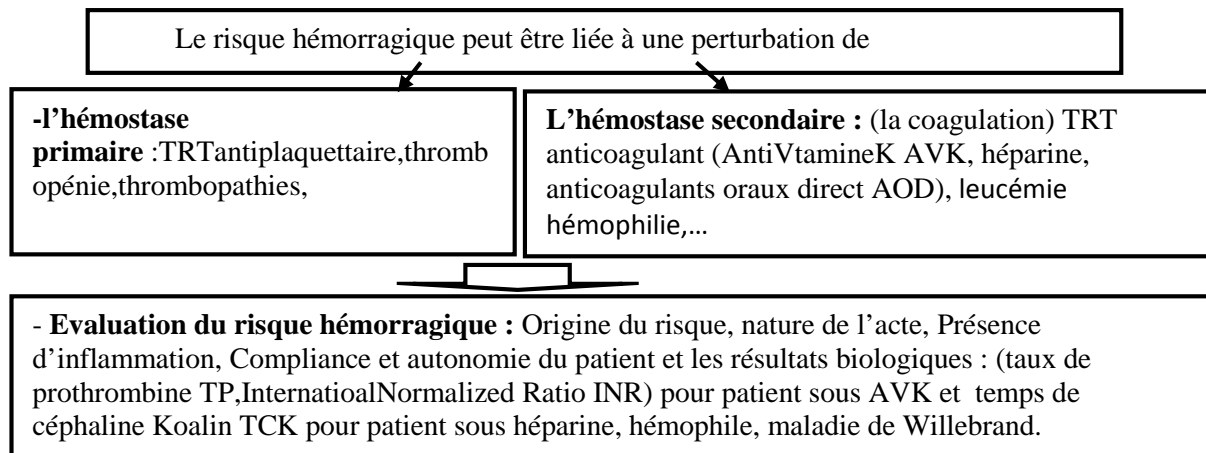 Le risque hémorragique peut être liée à une perturbation de
-l’hémostase
primaire :TRTantiplaquettaire,thromb
opénie,thrombopathies,
L’hémostase secondaire : (la coagulation) TRT
anticoagulant (AntiVtamineK AVK, héparine,
anticoagulants oraux direct AOD), leucémie
hémophilie,…
- Evaluation du risque hémorragique : Origine du risque, nature de l’acte, Présence
d’inflammation, Compliance et autonomie du patient et les résultats biologiques : (taux de
prothrombine TP,InternatioalNormalized Ratio INR) pour patient sous AVK et temps de
céphaline Koalin TCK pour patient sous héparine, hémophile, maladie de Willebrand.